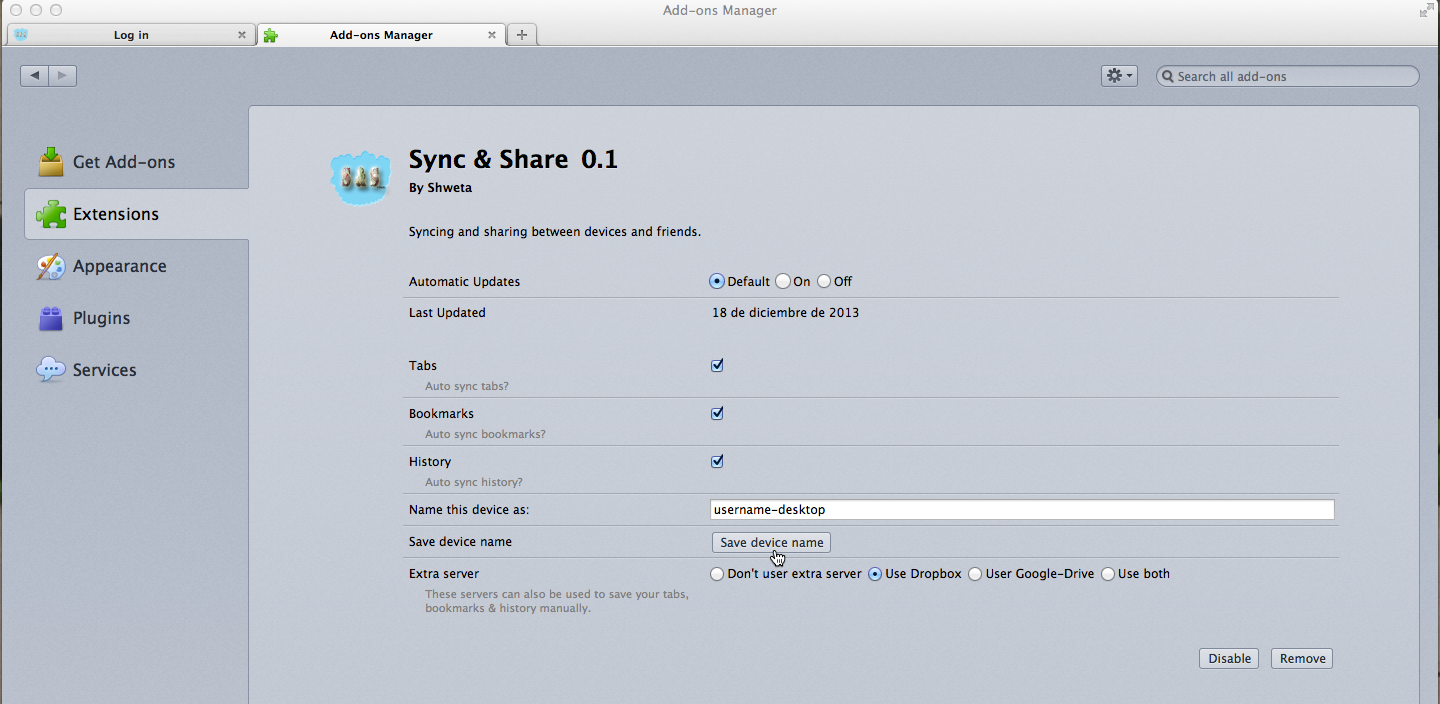 Add-ons Manager
Log in
Add-ons Manager
Search all add-ons
Get Add-ons
Extensions
Appearance
Plugins
Services
Sync & Share 0.1
By Shweta
Syncing and sharing between devices and friends.
Automatic Updates Default On Off
Last Updated 18 de diciembre de 2013
Tabs
Auto sync tabs?
Bookmarks
Auto sync bookmarks?
History
Auto sync history?
Name this device as: username-desktop
Save device name Save device name
Extra server Don't user extra server Use Dropbox User Google-Drive Use both
These servers can also be used to save your tabs,
bookmarks & history manually.
Disable Remove